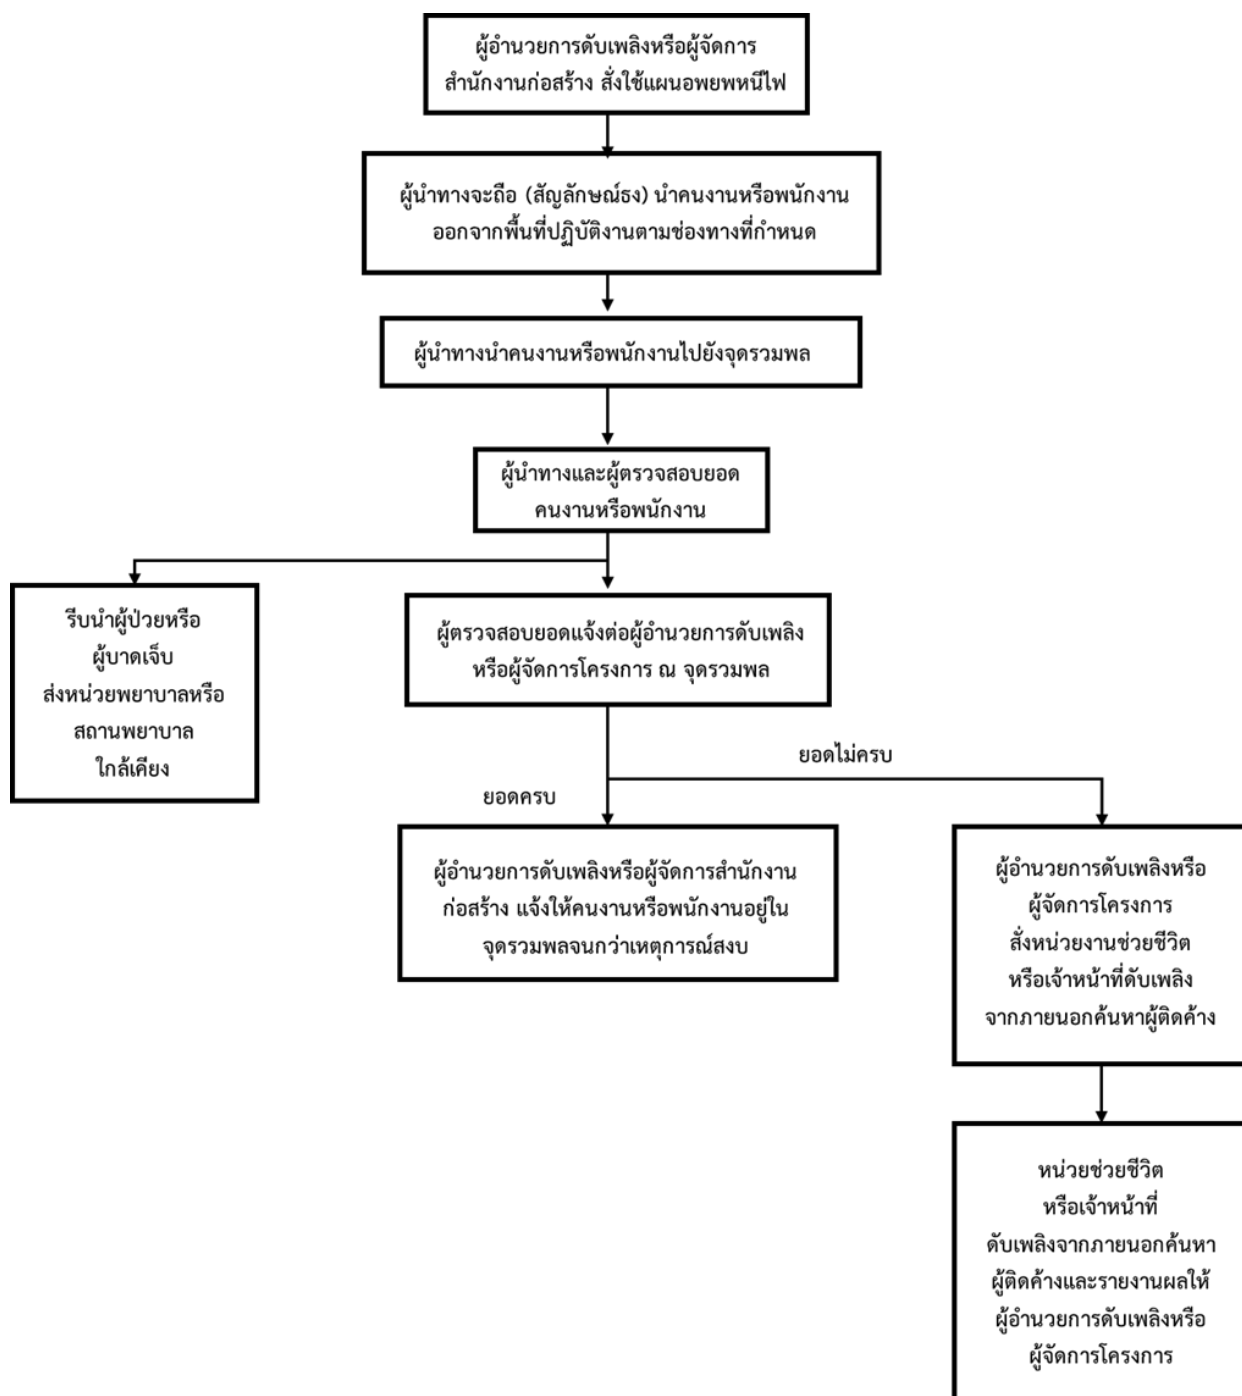 ผู้อำนวยการดับเพลิงหรือผู้จัดการ
สำนักงานก่อสร้าง สั่งใช้แผนอพยพหนีไฟ
ผู้นำทางจะถือ (สัญลักษณ์ธง) นำคนงานหรือพนักงาน
ออกจากพื้นที่ปฏิบัติงานตามช่องทางที่กำหนด
ผู้นำทางนำคนงานหรือพนักงานไปยังจุดรวมพล
ผู้นำทางและผู้ตรวจสอบยอด
คนงานหรือพนักงาน
รีบนำผู้ป่วยหรือ
ผู้บาดเจ็บ
ส่งหน่วยพยาบาลหรือ
สถานพยาบาล
ใกล้เคียง
ผู้ตรวจสอบยอดแจ้งต่อผู้อำนวยการดับเพลิง
หรือผู้จัดการโครงการ ณ จุดรวมพล
ยอดครบ
ยอดไม่ครบ
ผู้อำนวยการดับเพลิงหรือผู้จัดการสำนักงาน
ก่อสร้าง แจ้งให้คนงานหรือพนักงานอยู่ใน
จุดรวมพลจนกว่าเหตุการณ์สงบ
ผู้อำนวยการดับเพลิงหรือ
ผู้จัดการโครงการ
สั่งหน่วยงานช่วยชีวิต
หรือเจ้าหน้าที่ดับเพลิง
จากภายนอกค้นหาผู้ติดค้าง
หน่วยช่วยชีวิต
หรือเจ้าหน้าที่
ดับเพลิงจากภายนอกค้นหา
ผู้ติดค้างและรายงานผลให้
ผู้อำนวยการดับเพลิงหรือ
ผู้จัดการโครงการ